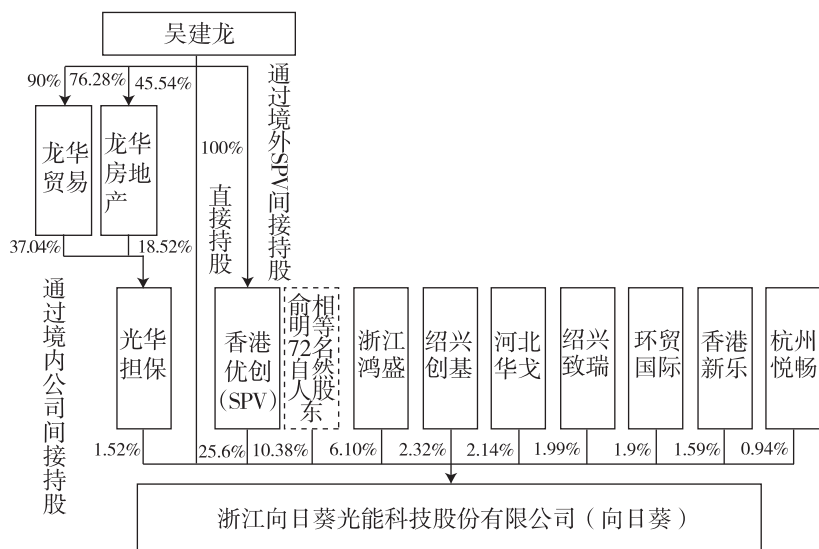 吴建龙
90%
76.28%
45.54%
100%
龙华
贸易
龙华
房地
产
直接持股
通过境外SPV间接持股
37.04%
18.52%
通过境内公司间接持股
光华
担保
香港
优创
(SPV)
俞相
明等
72名
自然
人股
东
浙江
鸿盛
绍兴
创基
河北
华戈
绍兴
致瑞
环贸
国际
香港
新乐
杭州
悦畅
1.52%
25.6%
10.38%
6.10%
2.32%
2.14%
1.99%
1.9%
1.59%
0.94%
浙江向日葵光能科技股份有限公司（向日葵）